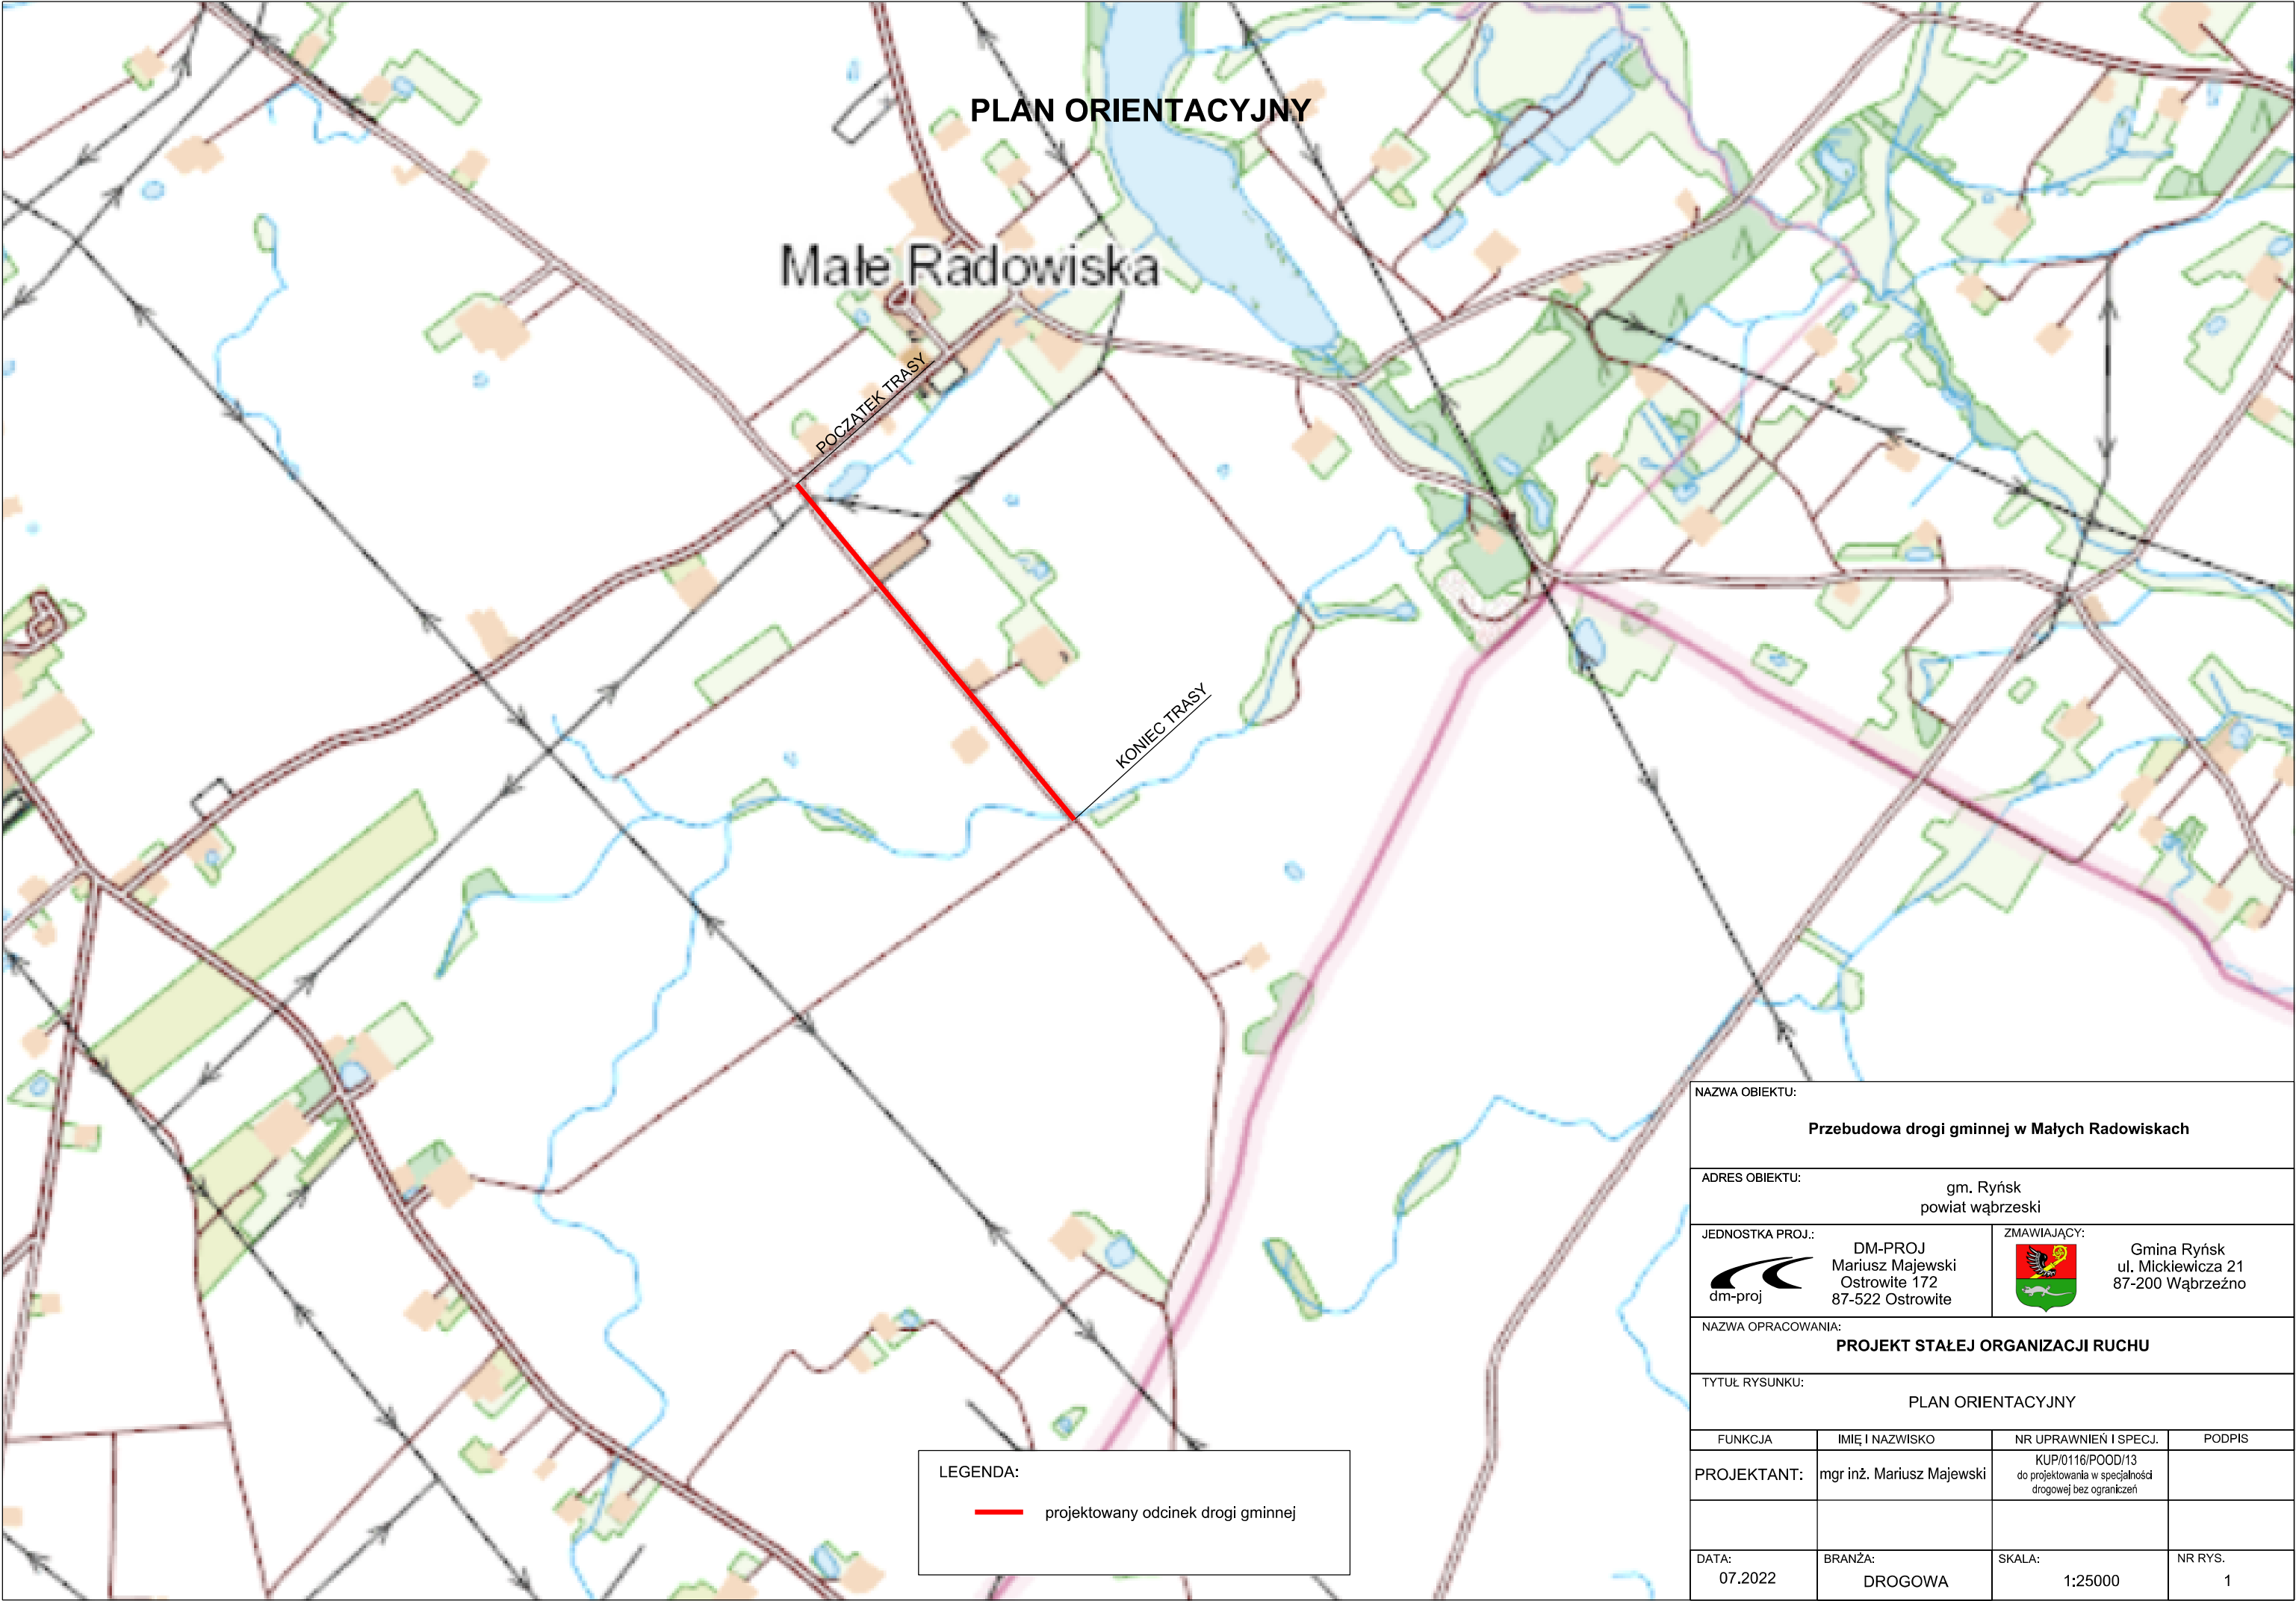 PLAN ORIENTACYJNY
Małe Radowiska
POCZĄTEK TRASY
KONIEC TRASY
LEGENDA:
projektowany odcinek drogi gminnej
NAZWA OBIEKTU:
Przebudowa drogi gminnej w Małych Radowiskach
ADRES OBIEKTU:
gm. Ryńsk
powiat wąbrzeski
JEDNOSTKA PROJ.:
dm-proj
DM-PROJ
Mariusz Majewski
Ostrowite 172
87-522 Ostrowite
ZMAWIAJĄCY:
Gmina Ryńsk
ul. Mickiewicza 21
87-200 Wąbrzeźno
NAZWA OPRACOWANIA:
PROJEKT STAŁEJ ORGANIZACJI RUCHU
TYTUŁ RYSUNKU:
PLAN ORIENTACYJNY
FUNKCJA IMIĘ I NAZWISKO NR UPRAWNIEŃ I SPECJ. PODPIS
PROJEKTANT: mgr inż. Mariusz Majewski
KUP/0116/POOD/13
do projektowania w specjalności
drogowej bez ograniczeń
DATA: BRANŻA: SKALA: NR RYS.
07.2022 DROGOWA 1:25000 1